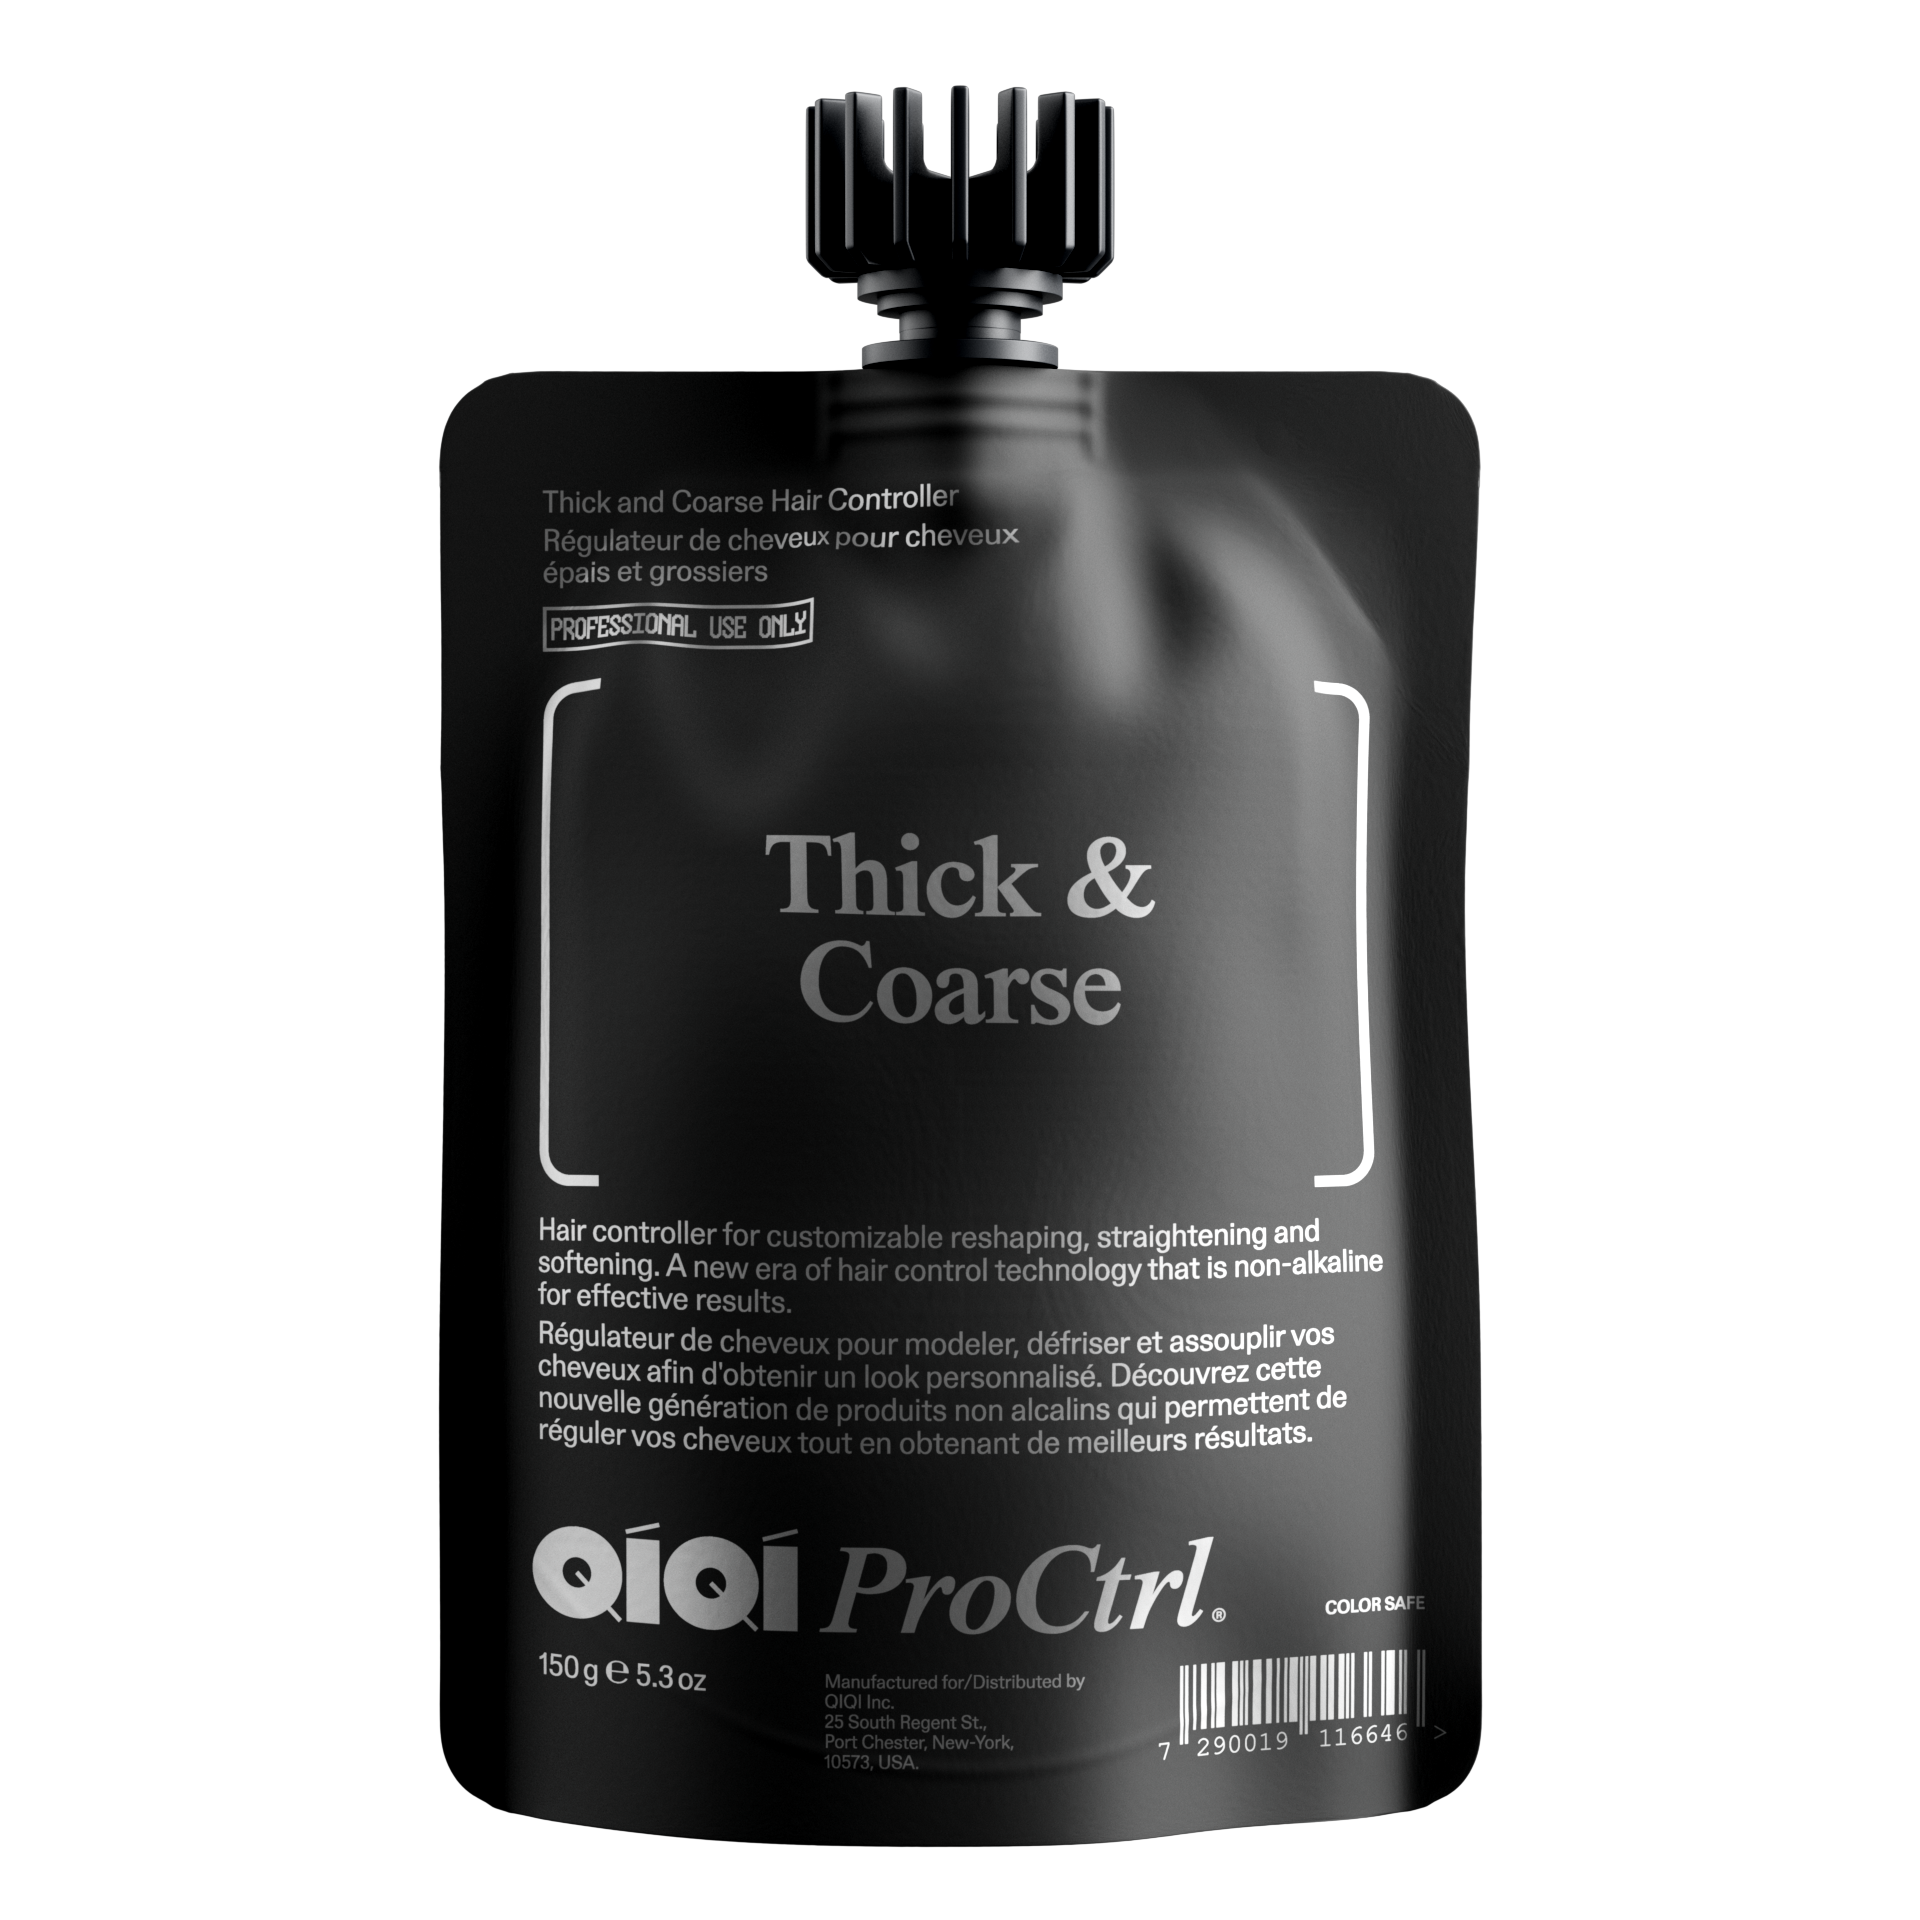 Thick and Coarse Hair Controller
Régulateur de cheveux pour cheveux
épais et grossiers
PROFESSIONAL USE ONLY
Thick &
Coarse
Hair controller for customizable reshaping, straightening and
softening. A new era of hair control technology that is non-alkaline
for effective results.
Régulateur de cheveux pour modeler, défriser et assouplir vos
cheveux afin d'obtenir un look personnalisé. Découvrez cette
nouvelle génération de produits non alcalins qui permettent de
réguler vos cheveux tout en obtenant de meilleurs résultats.
QÍQÍ ProCtrl®
COLOR SAFE
150 g ℮ 5.3 oz
Manufactured for/Distributed by
QIQI Inc.
25 South Regent St.,
Port Chester, New-York,
10573, USA.
7 290019 116646 >